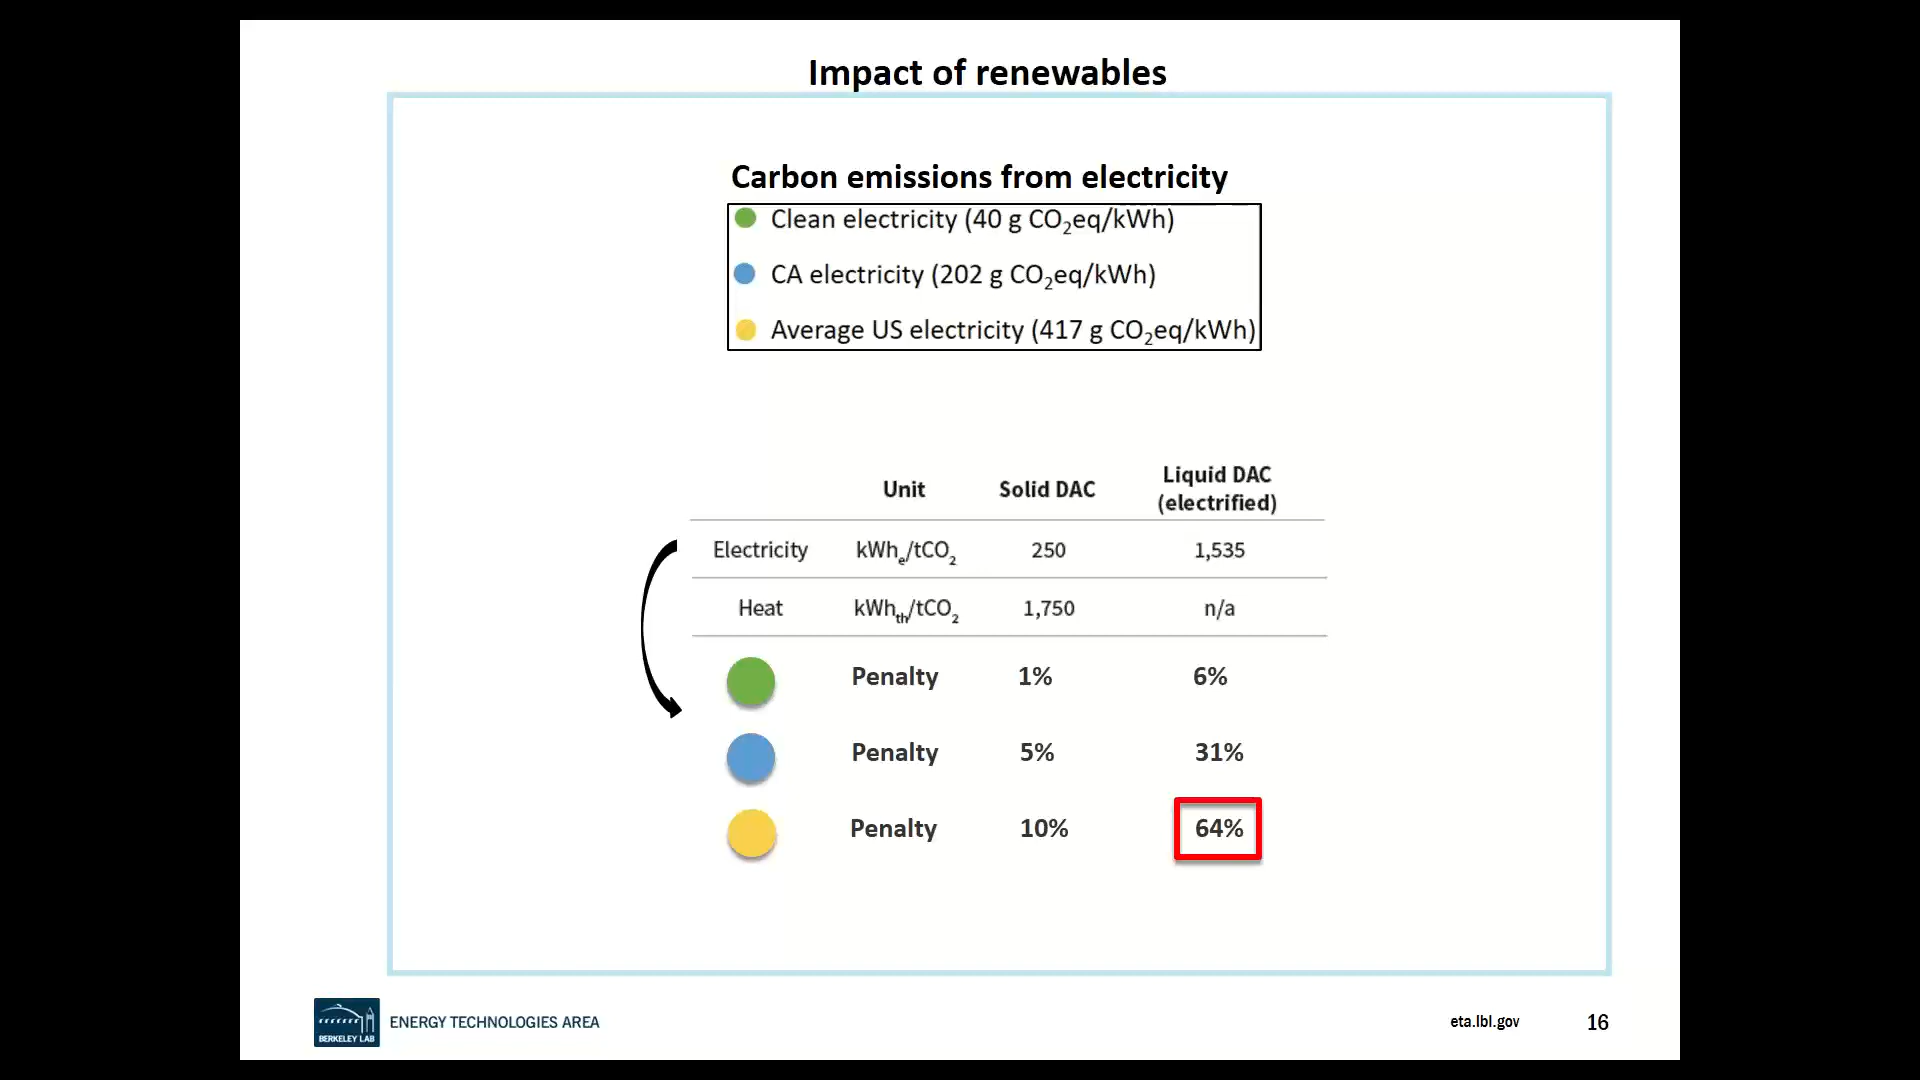 Impact of renewables
Carbon emissions from electricity
Clean electricity (40 g CO₂eq/kWh)
CA electricity (202 g CO₂eq/kWh)
Average US electricity (417 g CO₂eq/kWh)
Unit Solid DAC Liquid DAC (electrified)
Electricity kWhₑ/tCO₂ 250 1,535
Heat kWhₜₕ/tCO₂ 1,750 n/a
Penalty 1% 6%
Penalty 5% 31%
Penalty 10% 64%
BERKELEY LAB ENERGY TECHNOLOGIES AREA eta.lbl.gov 16